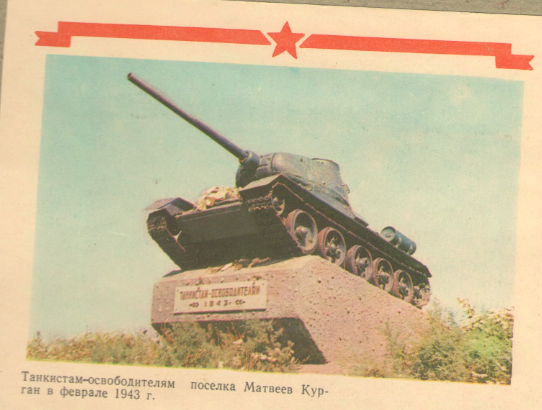 ТАНКИСТАМ-ОСВОБОДИТЕЛЯМ
1943
Танкистам-освободителям поселка Матвеев Кур-
ган в феврале 1943 г.